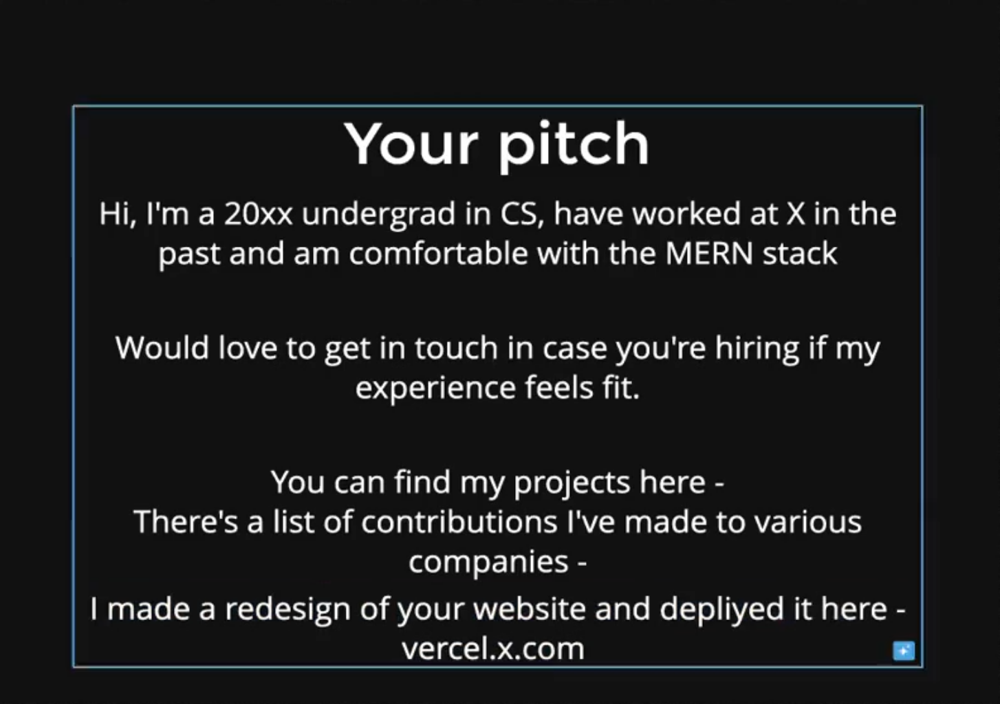 Your pitch
Hi, I'm a 20xx undergrad in CS, have worked at X in the
past and am comfortable with the MERN stack
Would love to get in touch in case you're hiring if my
experience feels fit.
You can find my projects here -
There's a list of contributions I've made to various
companies -
I made a redesign of your website and depliyed it here -
vercel.x.com